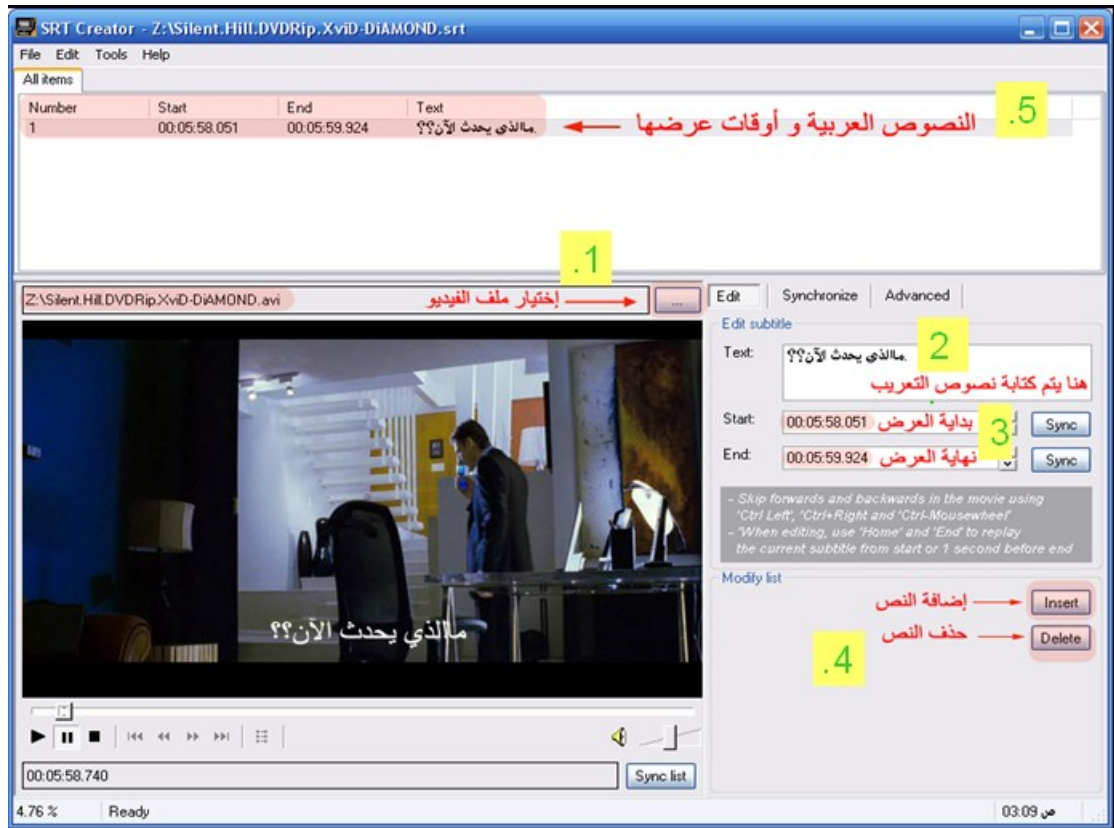 SRT Creator - Z:\Silent.Hill.DVDRip.XviD-DiAMOND.srt
File Edit Tools Help
All items
Number Start End Text
1 00:05:58.051 00:05:59.924 .ماالذي يحدث الآن؟؟
النصوص العربية و أوقات عرضها
.5
.1
Z:\Silent.Hill.DVDRip.XviD-DiAMOND.avi
إختيار ملف الفيديو
...
Edit Synchronize Advanced
Edit subtitle
Text: .ماالذي يحدث الآن؟؟
2
هنا يتم كتابة نصوص التعريب
Start: 00:05:58.051 بداية العرض Sync
3
End: 00:05:59.924 نهاية العرض Sync
- Skip forwards and backwards in the movie using
'Ctrl Left', 'Ctrl+Right and 'Ctrl-Mousewheel'
- 'When editing, use 'Home' and 'End' to replay
the current subtitle from start or 1 second before end
Modify list
إضافة النص Insert
حذف النص Delete
.4
ماالذي يحدث الآن؟؟
00:05:58.740 Sync list
4.76 % Ready 03:09 ص